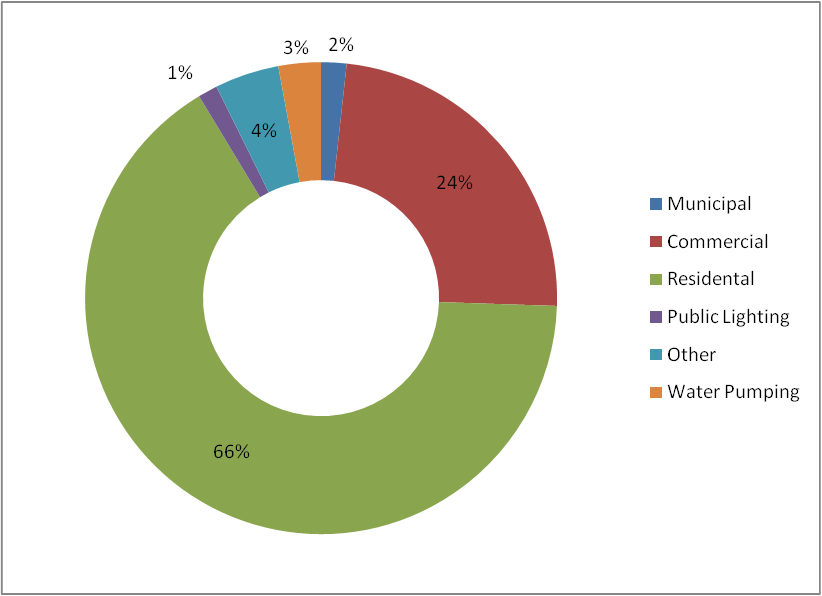 3%
2%
1%
4%
24%
66%
Municipal
Commercial
Residental
Public Lighting
Other
Water Pumping